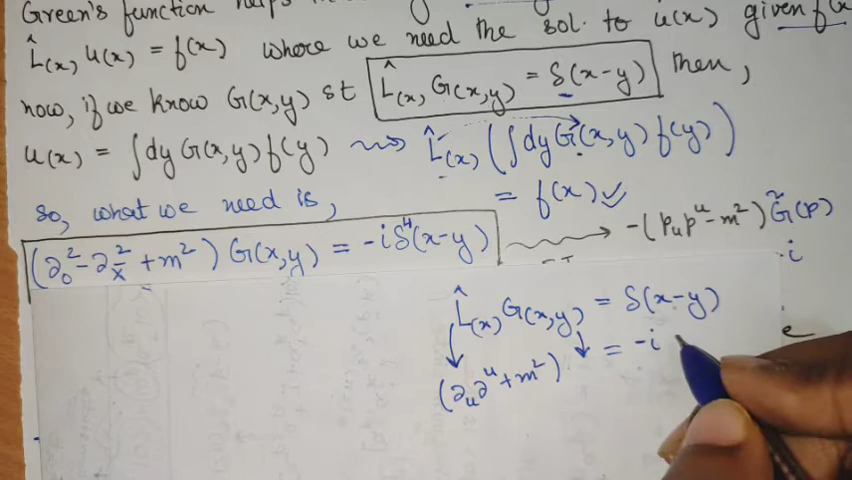 Green's function helps
L̂(x) u(x) = f(x) where we need the sol. to u(x) given f(x
now, if we know G(x,y) st L̂(x) G(x,y) = δ(x-y) then,
u(x) = ∫dy G(x,y) f(y) ⇝ L̂(x) (∫dy G(x,y) f(y))
= f(x) ✓
so, what we need is,
(∂₀² - ∂ₓ² + m²) G(x,y) = -iδ⁴(x-y) ⟶ -(pᵤpᵘ - m²) G̃(p)
-i
L̂(x) G(x,y) = δ(x-y)
(∂ᵤ∂ᵘ + m²) = -i
e